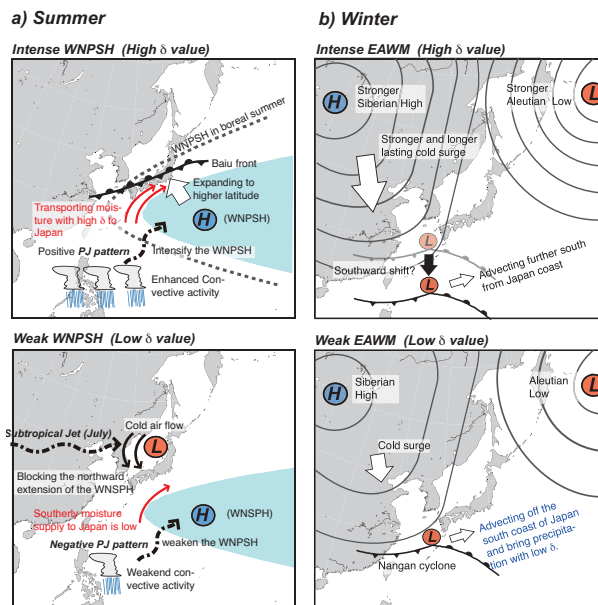 a) Summer
Intense WNPSH (High δ value)
WNPSH in boreal summer
Baiu front
Expanding to
higher latitude
Transporting mois-
ture with high δ to
Japan
H (WNPSH)
Positive PJ pattern
Intensify the WNPSH
Enhanced Con-
vective activity
Weak WNPSH (Low δ value)
Cold air flow
Subtropical Jet (July)
L
Blocking the northward
extension of the WNSPH
Southerly moisture
supply to Japan is low
H (WNSPH)
Negative PJ pattern
weaken the WNPSH
Weakend con-
vective activity
b) Winter
Intense EAWM (High δ value)
H
Stronger
Siberian High
Stronger
Aleutian Low
L
Stronger and longer
lasting cold surge
L
Southward shift?
L
Advecting further south
from Japan coast
Weak EAWM (Low δ value)
H
Siberian
High
Aleutian
Low
L
Cold surge
L
Advecting off the
south coast of Japan
and bring precipita-
tion with low δ.
Nangan cyclone